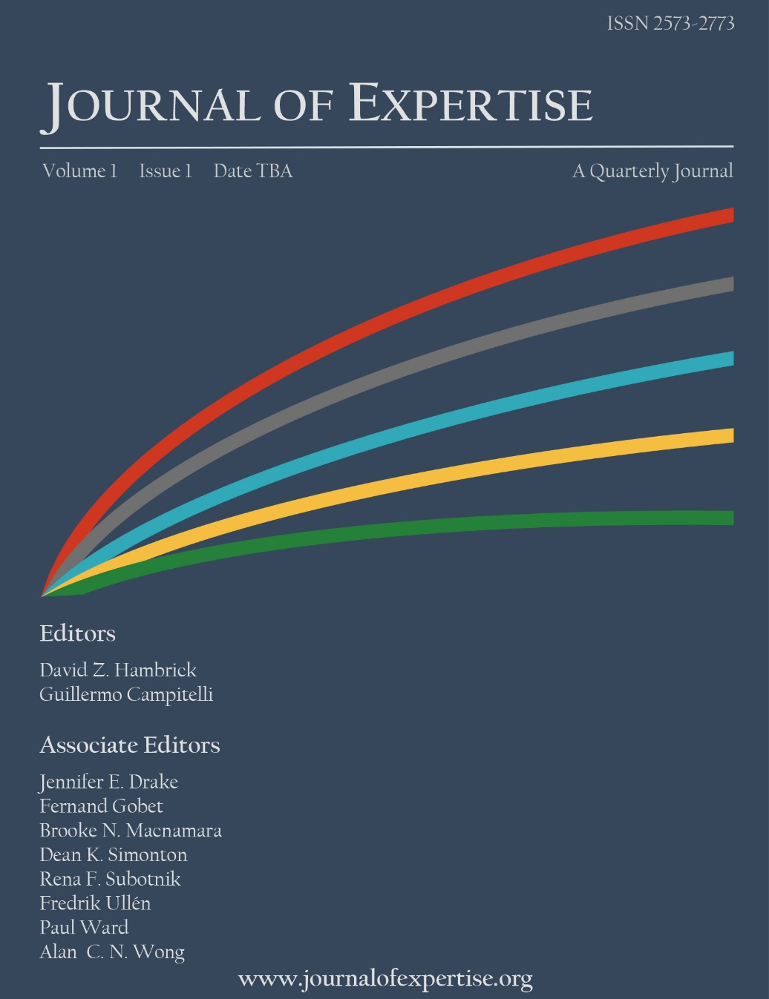 ISSN 2573-2773
JOURNAL OF EXPERTISE
Volume 1 Issue 1 Date TBA A Quarterly Journal
Editors
David Z. Hambrick
Guillermo Campitelli
Associate Editors
Jennifer E. Drake
Fernand Gobet
Brooke N. Macnamara
Dean K. Simonton
Rena F. Subotnik
Fredrik Ullén
Paul Ward
Alan C. N. Wong
www.journalofexpertise.org